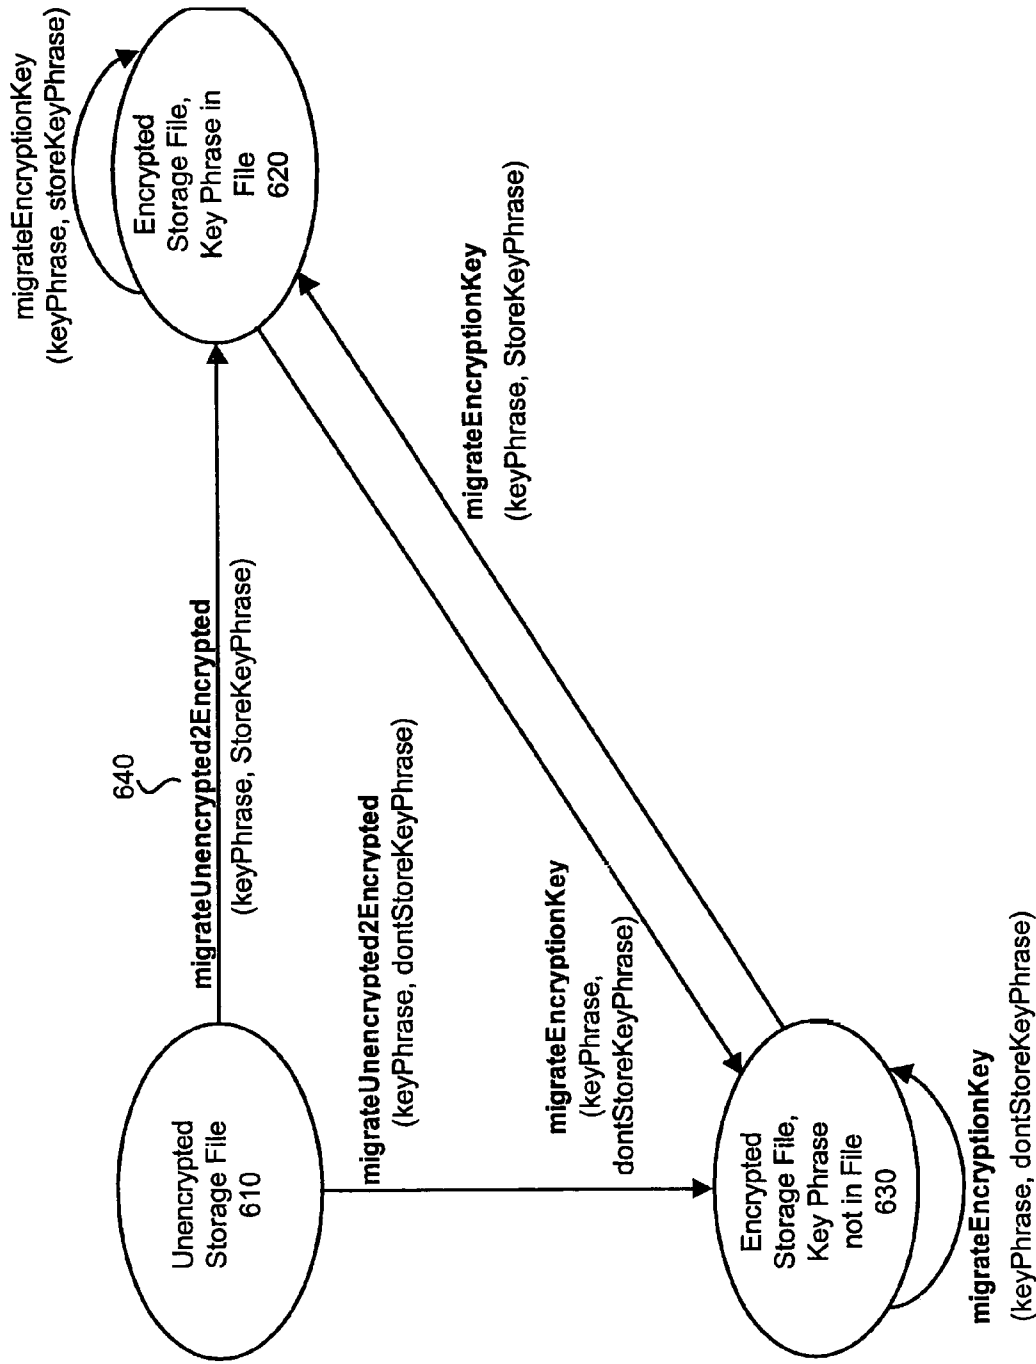 Unencrypted
Storage File
610
640
migrateUnencrypted2Encrypted
(keyPhrase, StoreKeyPhrase)
migrateEncryptionKey
(keyPhrase, storeKeyPhrase)
Encrypted
Storage File,
Key Phrase in
File
620
migrateUnencrypted2Encrypted
(keyPhrase, dontStoreKeyPhrase)
migrateEncryptionKey
(keyPhrase,
dontStoreKeyPhrase)
migrateEncryptionKey
(keyPhrase, StoreKeyPhrase)
Encrypted
Storage File,
Key Phrase
not in File
630
migrateEncryptionKey
(keyPhrase, dontStoreKeyPhrase)